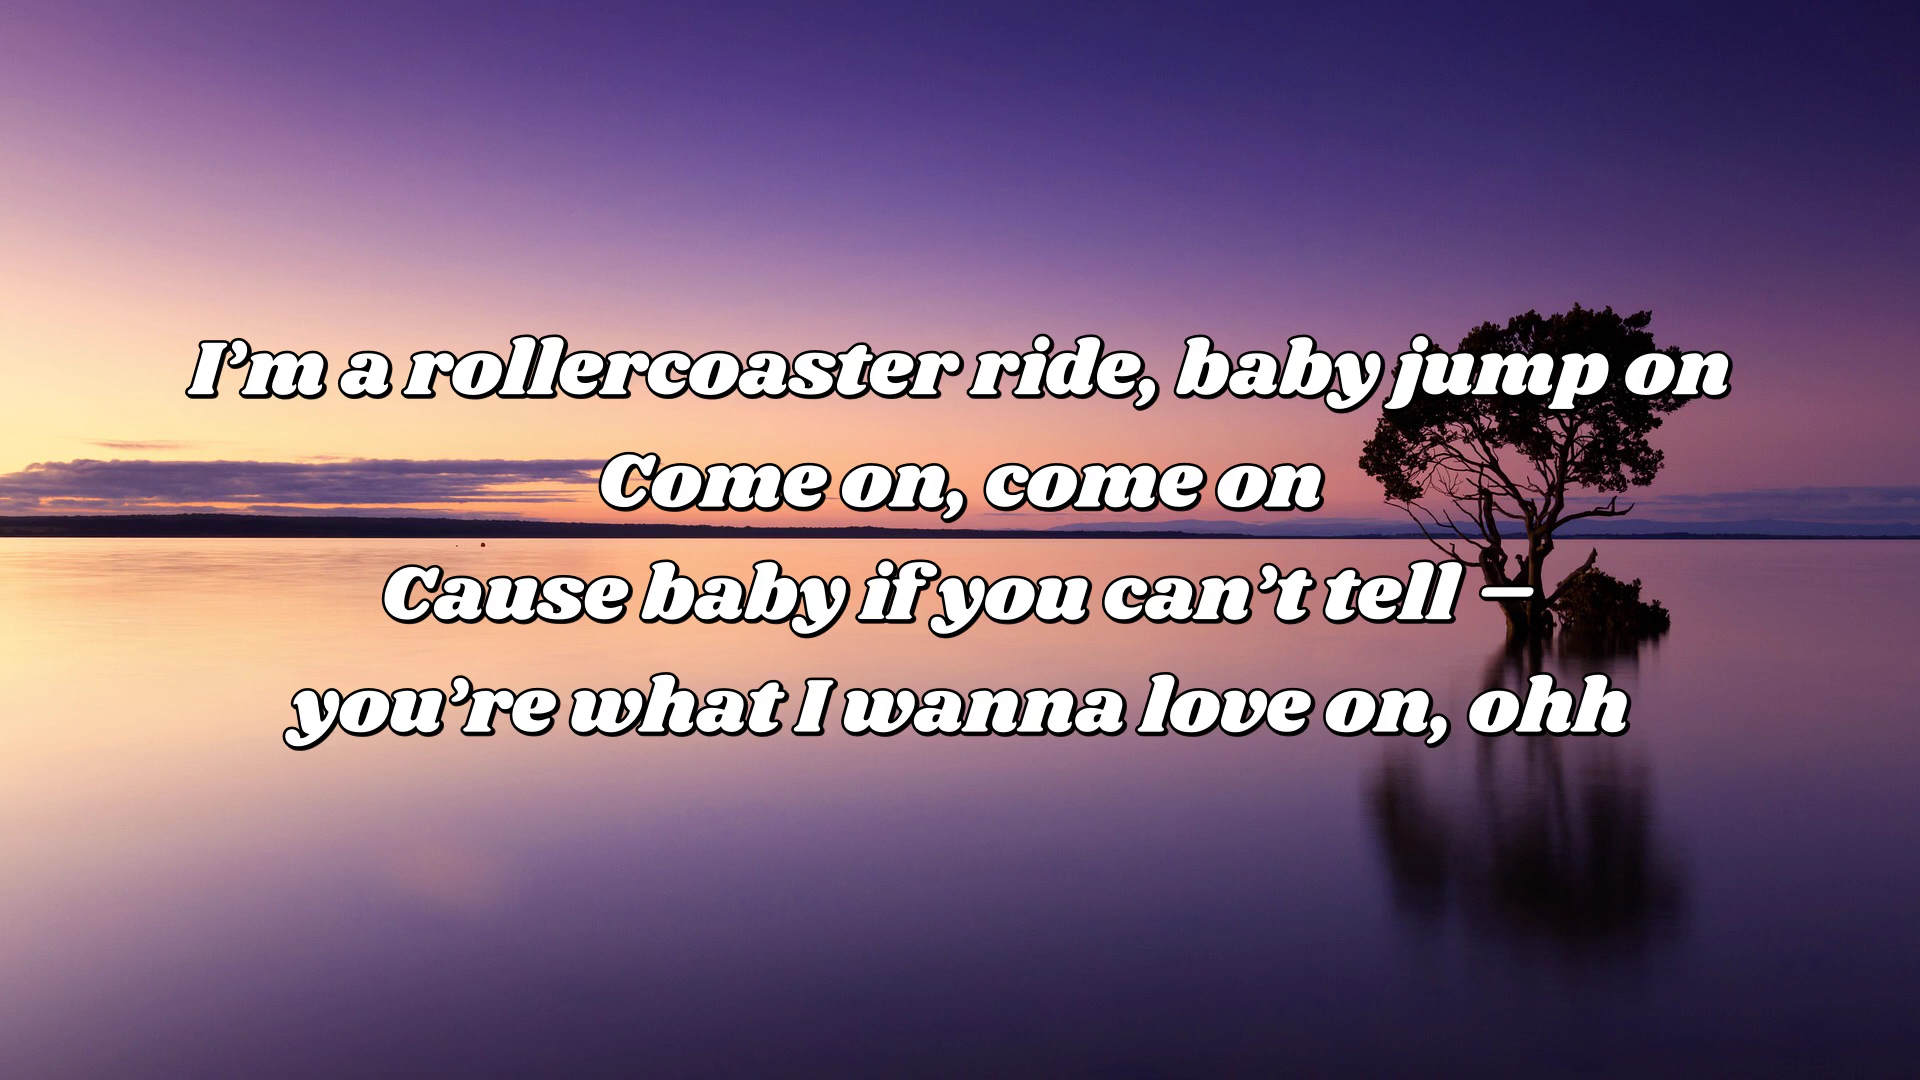 I’m a rollercoaster ride, baby jump on
Come on, come on
Cause baby if you can’t tell –
you’re what I wanna love on, ohh